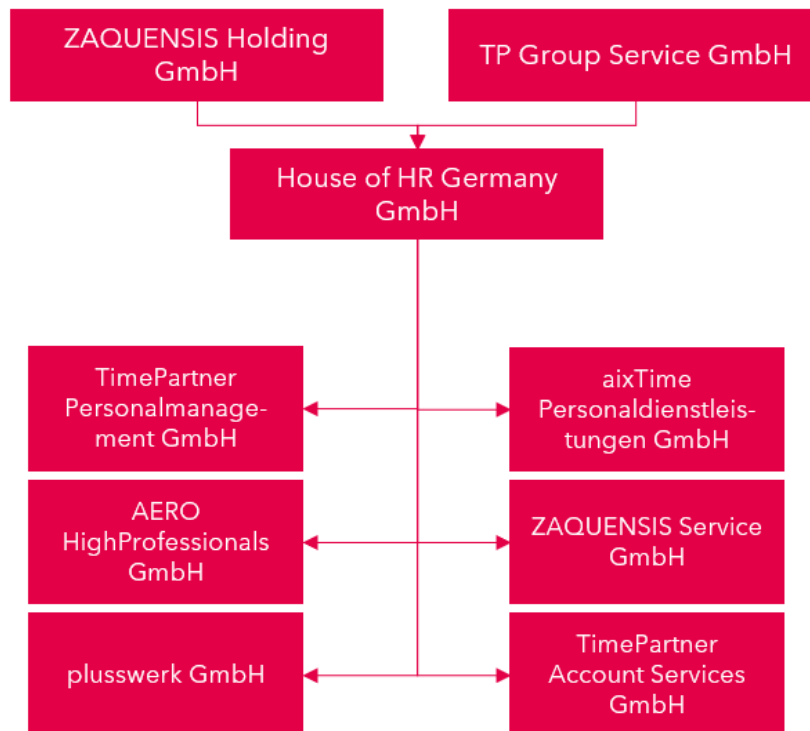 ZAQUENSIS Holding
GmbH
TP Group Service GmbH
House of HR Germany
GmbH
TimePartner
Personalmanage-
ment GmbH
aixTime
Personaldienstleis-
tungen GmbH
AERO
HighProfessionals
GmbH
ZAQUENSIS Service
GmbH
plusswerk GmbH
TimePartner
Account Services
GmbH